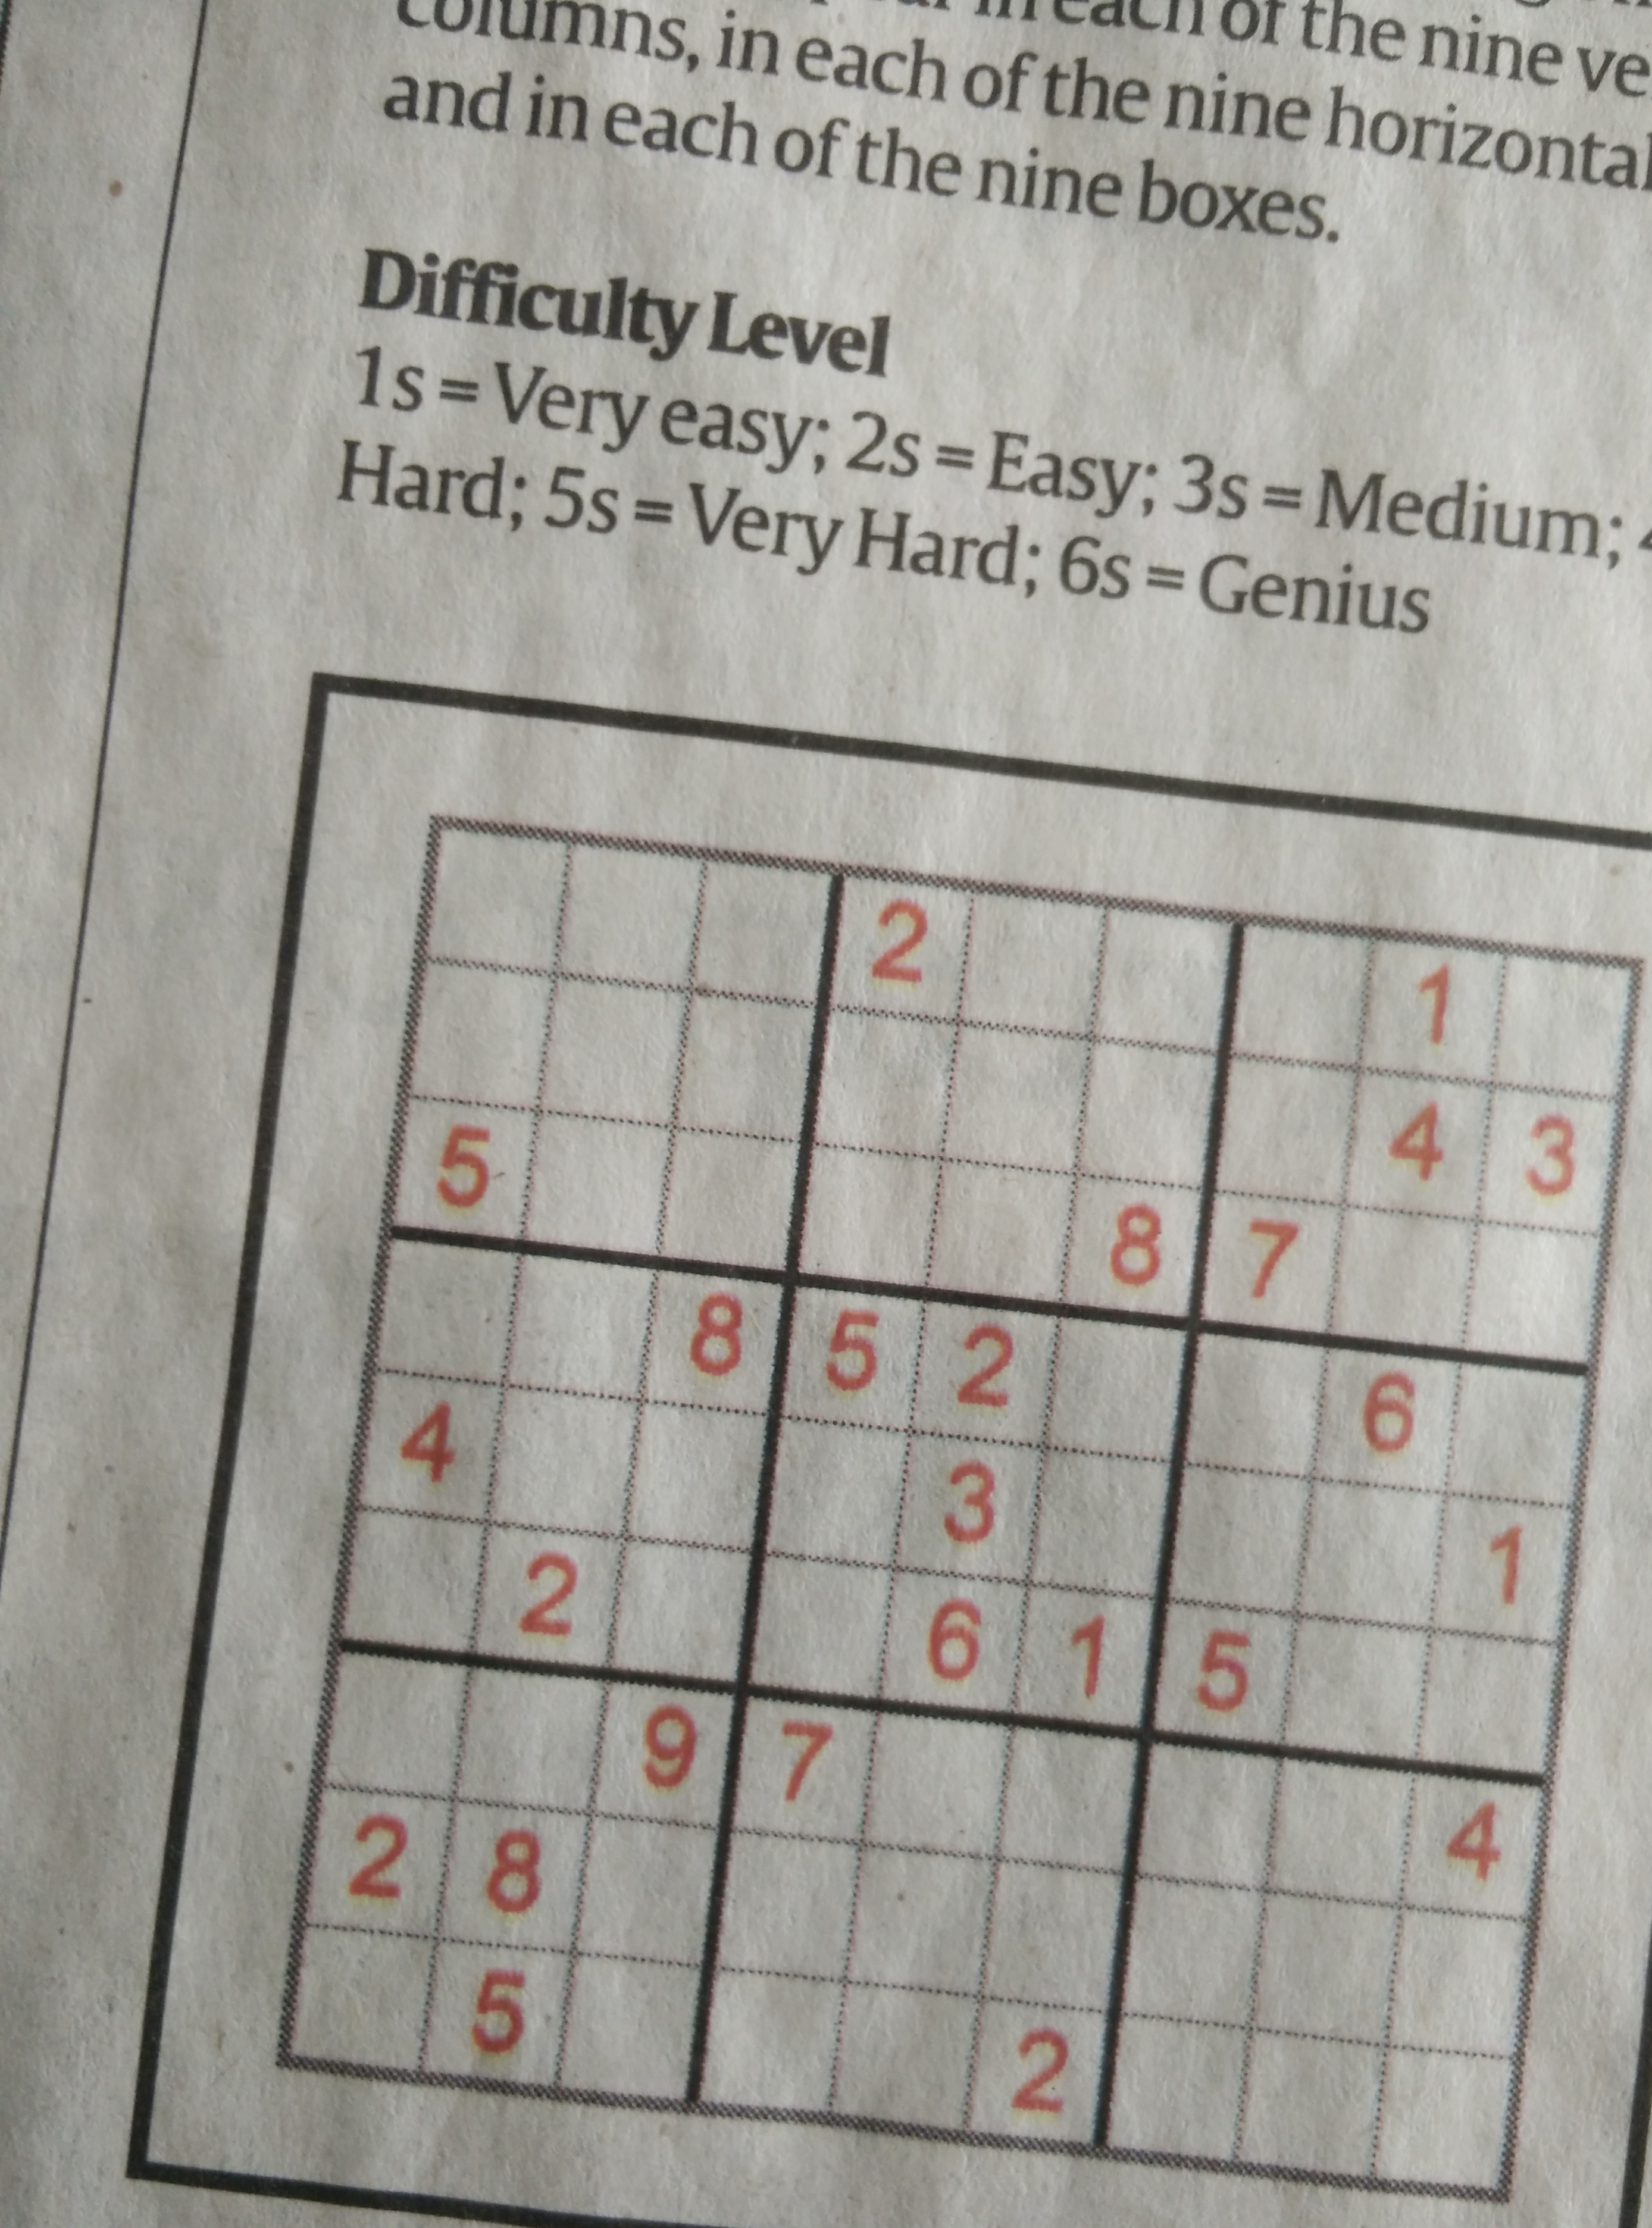 in each of the nine ve
columns, in each of the nine horizontal
and in each of the nine boxes.
Difficulty Level
1s = Very easy; 2s = Easy; 3s = Medium;
Hard; 5s = Very Hard; 6s = Genius
2 1
4 3
5 8 7
8 5 2 6
4 3 1
2 6 1 5
9 7 4
2 8
5 2